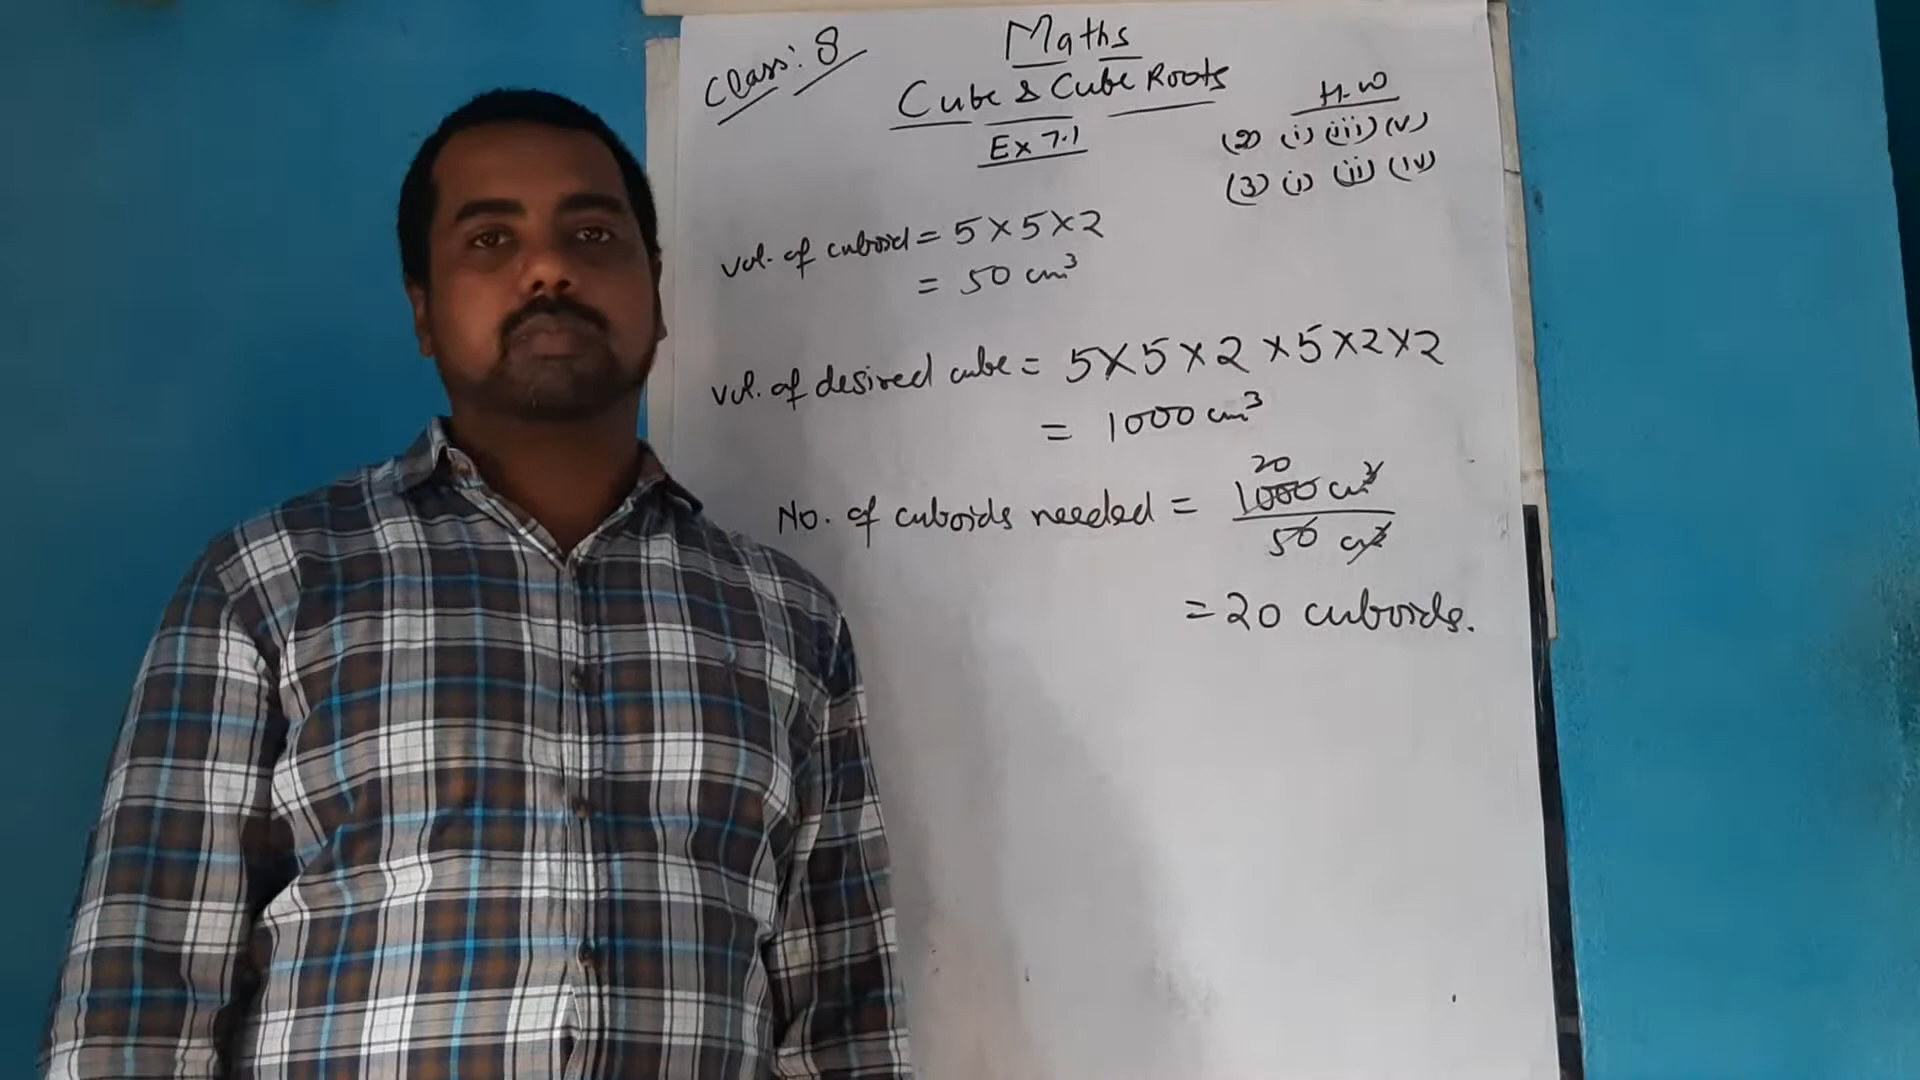 Class: 8
Maths
Cube & Cube Roots
Ex 7.1
H.W
(2) (i) (iii) (v)
(3) (i) (ii) (iv)
vol. of cuboid = 5 × 5 × 2
= 50 cm³
vol. of desired cube = 5 × 5 × 2 × 5 × 2 × 2
= 1000 cm³
20
No. of cuboids needed = 1000 cm³
50 cm³
= 20 cuboids.